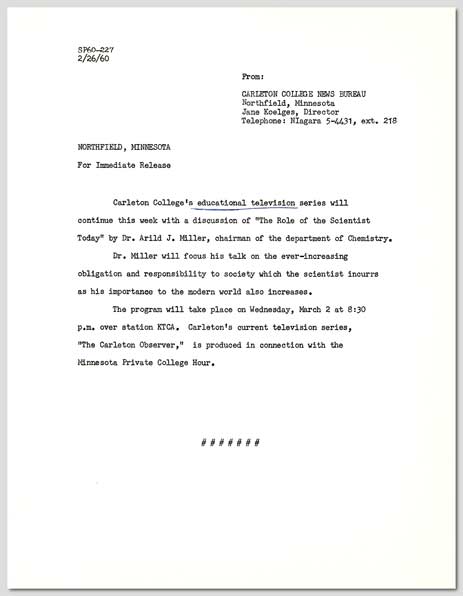 SP60-227
2/26/60
From:
CARLETON COLLEGE NEWS BUREAU
Northfield, Minnesota
Jane Koelges, Director
Telephone: NIagara 5-4431, ext. 218
NORTHFIELD, MINNESOTA
For Immediate Release
Carleton College's educational television series will
continue this week with a discussion of "The Role of the Scientist
Today" by Dr. Arild J. Miller, chairman of the department of Chemistry.
Dr. Miller will focus his talk on the ever-increasing
obligation and responsibility to society which the scientist incurrs
as his importance to the modern world also increases.
The program will take place on Wednesday, March 2 at 8:30
p.m. over station KTCA. Carleton's current television series,
"The Carleton Observer," is produced in connection with the
Minnesota Private College Hour.
# # # # # # #